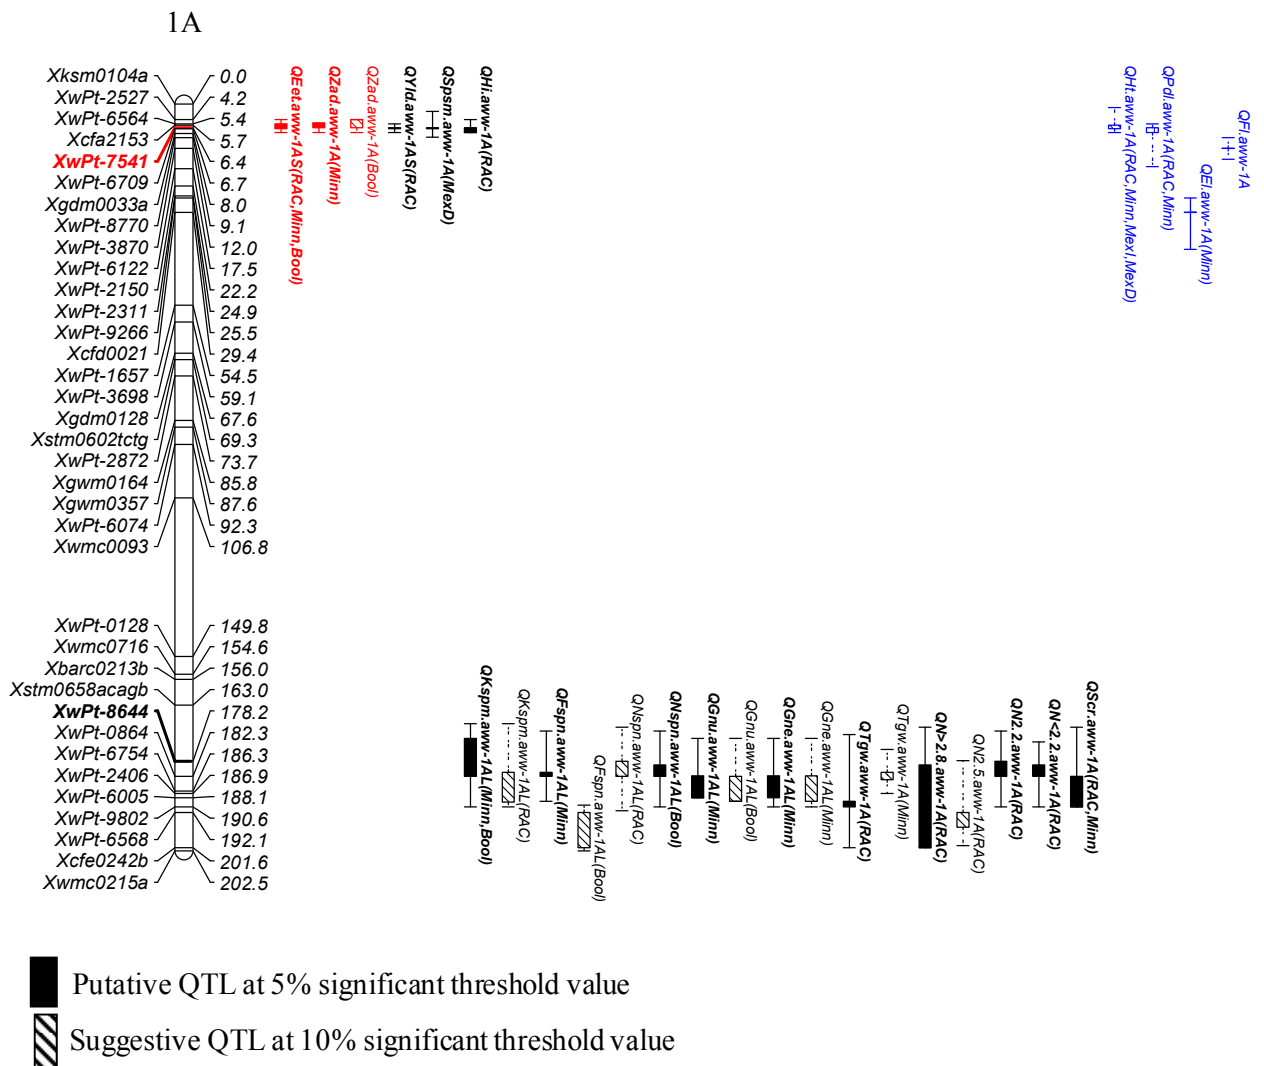 1A
Xksm0104a 0.0
XwPt-2527 4.2
XwPt-6564 5.4
Xcfa2153 5.7
XwPt-7541 6.4
XwPt-6709 6.7
Xgdm0033a 8.0
XwPt-8770 9.1
XwPt-3870 12.0
XwPt-6122 17.5
XwPt-2150 22.2
XwPt-2311 24.9
XwPt-9266 25.5
Xcfd0021 29.4
XwPt-1657 54.5
XwPt-3698 59.1
Xgdm0128 67.6
Xstm0602tctg 69.3
XwPt-2872 73.7
Xgwm0164 85.8
Xgwm0357 87.6
XwPt-6074 92.3
Xwmc0093 106.8
XwPt-0128 149.8
Xwmc0716 154.6
Xbarc0213b 156.0
Xstm0658acagb 163.0
XwPt-8644 178.2
XwPt-0864 182.3
XwPt-6754 186.3
XwPt-2406 186.9
XwPt-6005 188.1
XwPt-9802 190.6
XwPt-6568 192.1
Xcfe0242b 201.6
Xwmc0215a 202.5
QEet.aww-1AS(RAC,Minn,Bool)
QZad.aww-1A(Minn)
QZad.aww-1A(Bool)
QYld.aww-1AS(RAC)
QSpsm.aww-1A(MexD)
QHi.aww-1A(RAC)
QHt.aww-1A(RAC,Minn,MexI,MexD)
QPdl.aww-1A(RAC,Minn)
QEl.aww-1A(Minn)
QFl.aww-1A
QKspm.aww-1AL(Minn,Bool)
QKspm.aww-1AL(RAC)
QFspn.aww-1AL(Minn)
QFspn.aww-1AL(Bool)
QNspn.aww-1AL(RAC)
QNspn.aww-1AL(Bool)
QGnu.aww-1AL(Minn)
QGnu.aww-1AL(Bool)
QGne.aww-1AL(Minn)
QGne.aww-1AL(Minn)
QTgw.aww-1A(RAC)
QTgw.aww-1A(Minn)
QN>2.8.aww-1A(RAC)
QN2.5.aww-1A(RAC)
QN2.2.aww-1A(RAC)
QN<2.2.aww-1A(RAC)
QScr.aww-1A(RAC,Minn)
Putative QTL at 5% significant threshold value
Suggestive QTL at 10% significant threshold value